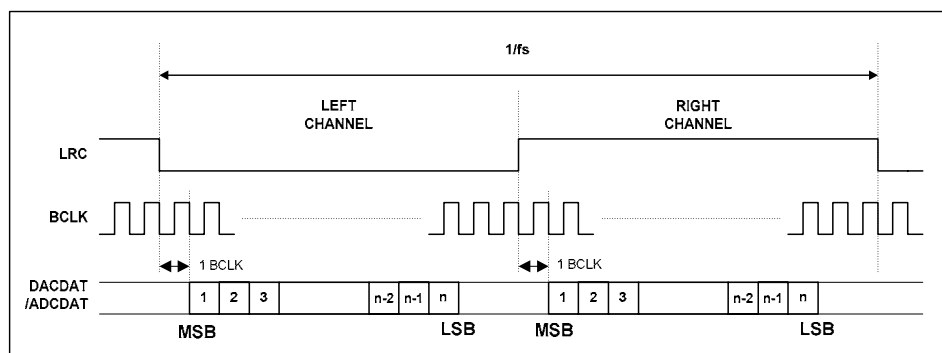 1/fs
LEFT
CHANNEL
RIGHT
CHANNEL
LRC
BCLK
1 BCLK
1 BCLK
DACDAT
/ADCDAT
1 2 3 n-2 n-1 n 1 2 3 n-2 n-1 n
MSB LSB MSB LSB